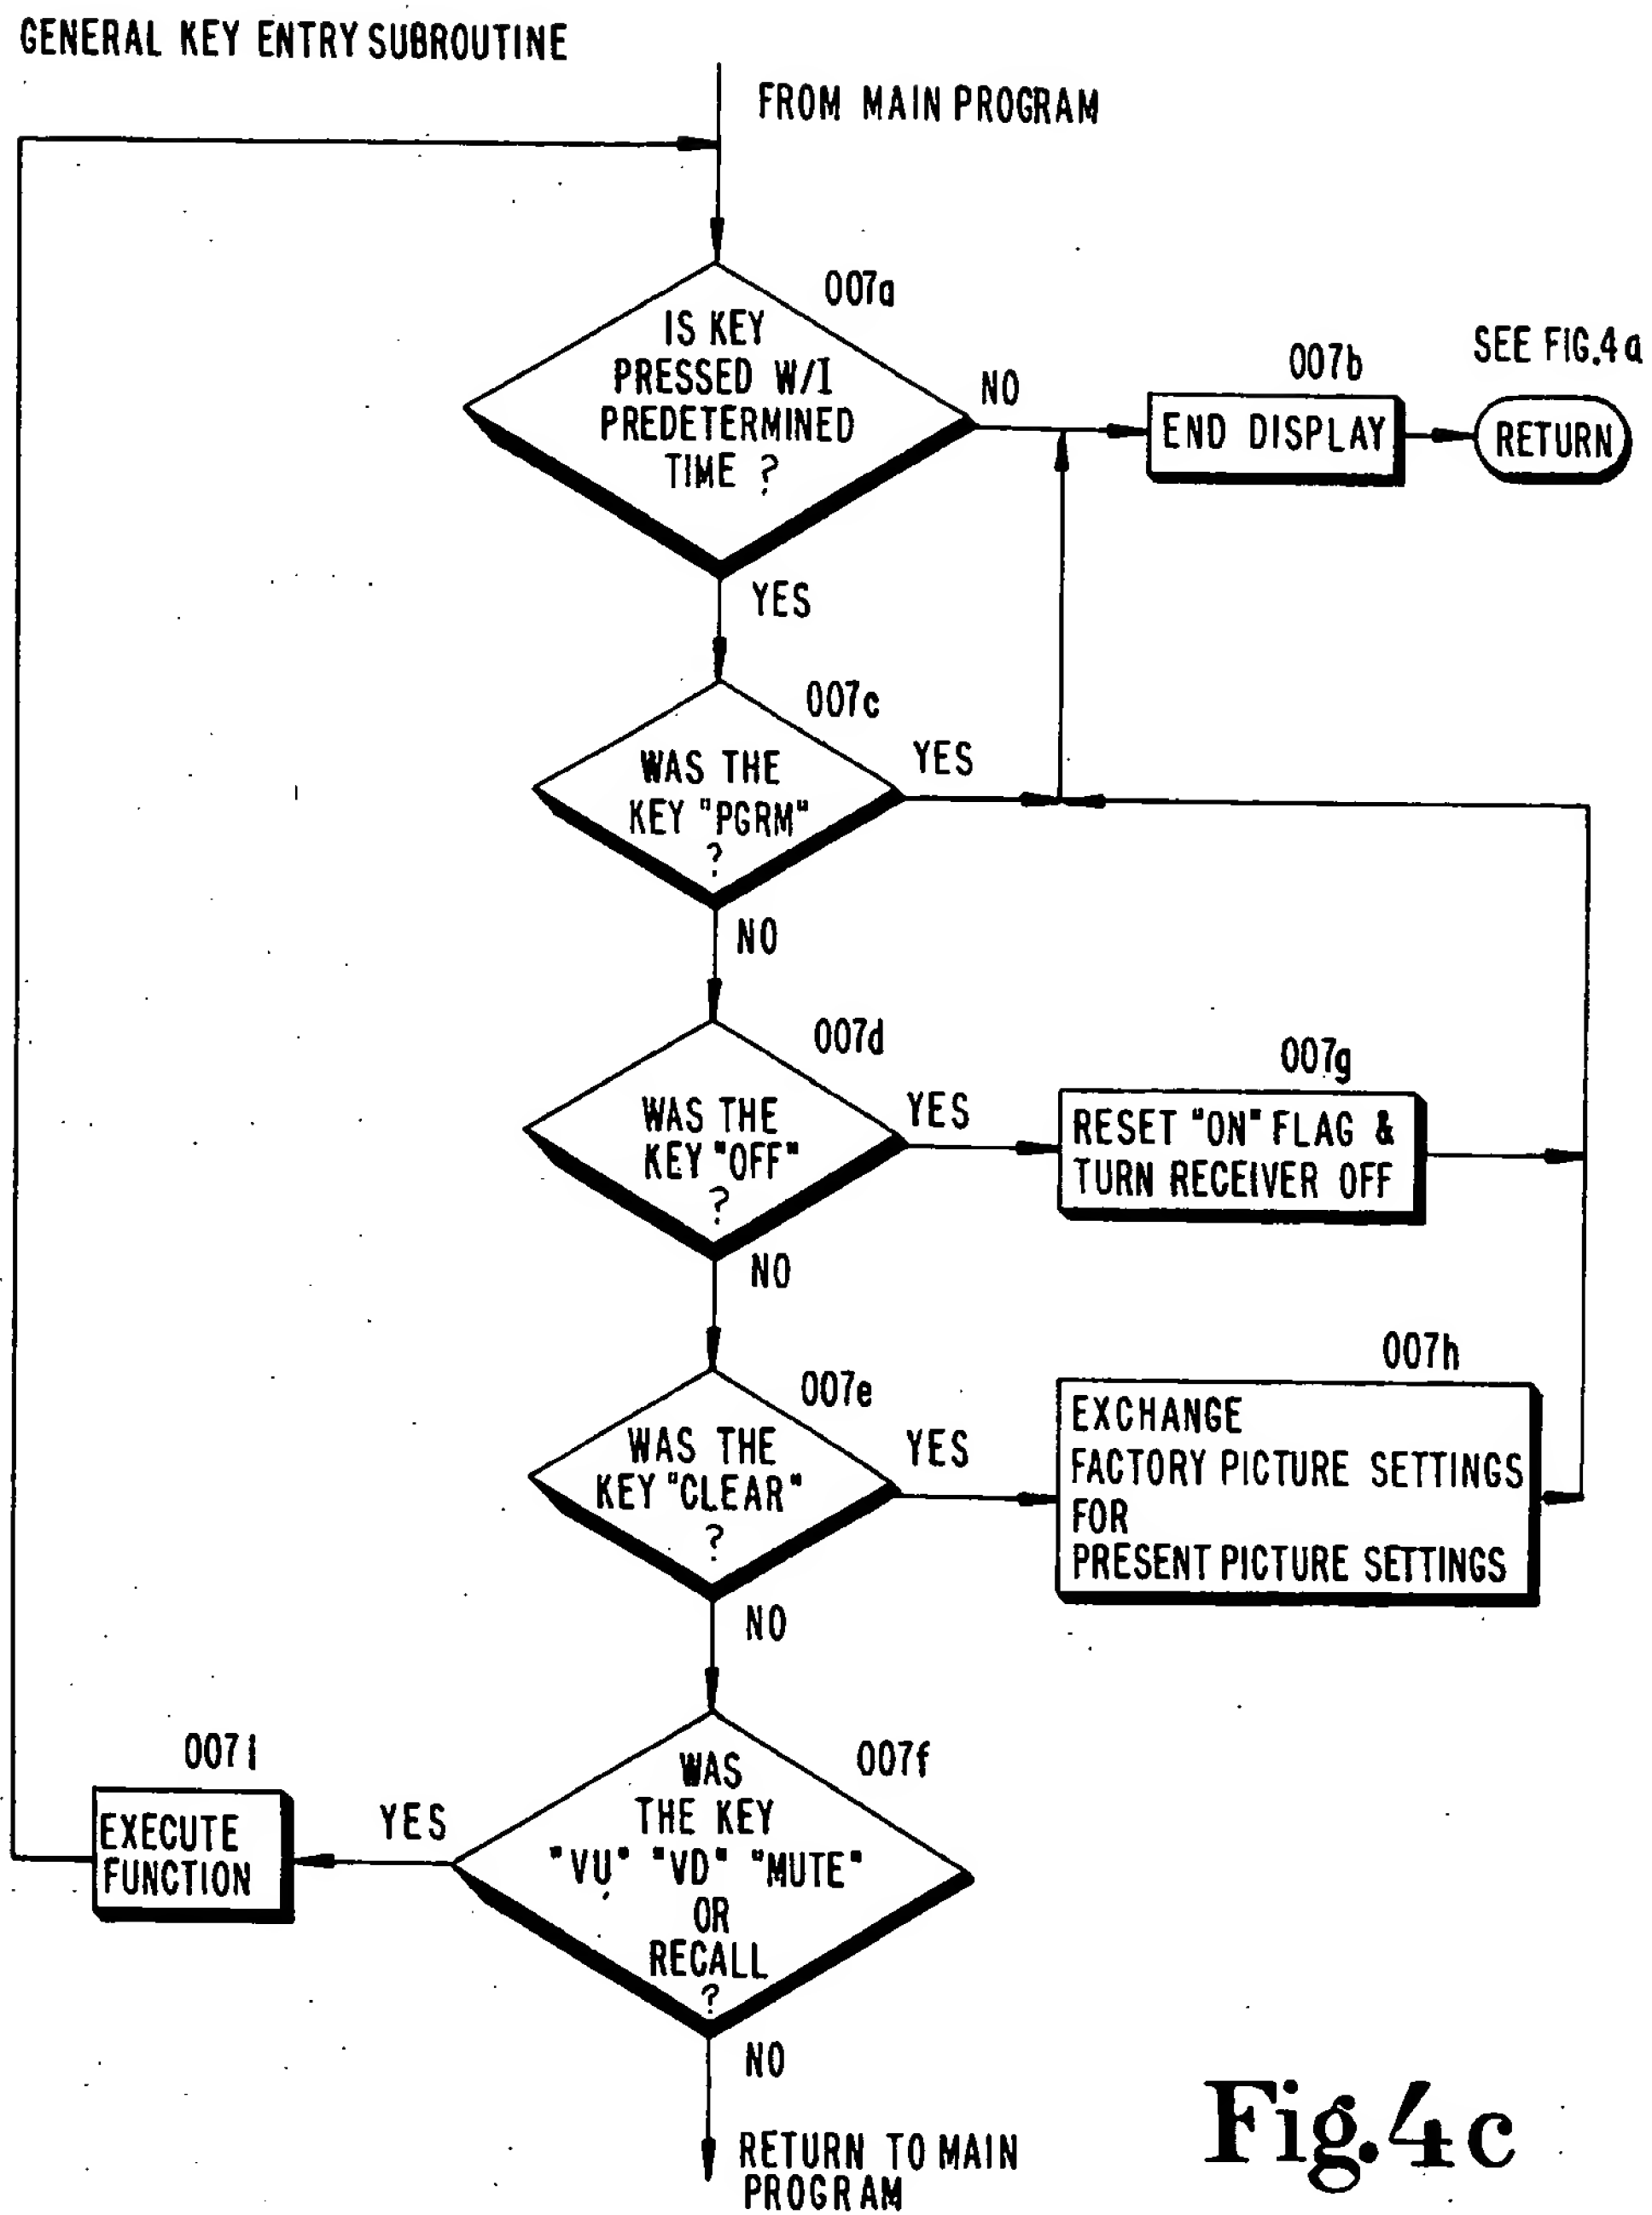 GENERAL KEY ENTRY SUBROUTINE
FROM MAIN PROGRAM
007a
IS KEY
PRESSED W/I
PREDETERMINED
TIME ?
NO
007b
END DISPLAY
SEE FIG.4a
RETURN
YES
007c
WAS THE
KEY "PGRM"
?
YES
NO
007d
WAS THE
KEY "OFF"
?
YES
007g
RESET "ON" FLAG &
TURN RECEIVER OFF
NO
007e
WAS THE
KEY "CLEAR"
?
YES
007h
EXCHANGE
FACTORY PICTURE SETTINGS
FOR
PRESENT PICTURE SETTINGS
NO
007f
WAS
THE KEY
"VU" "VD" "MUTE"
OR
RECALL
?
YES
007i
EXECUTE
FUNCTION
NO
RETURN TO MAIN
PROGRAM
Fig.4c